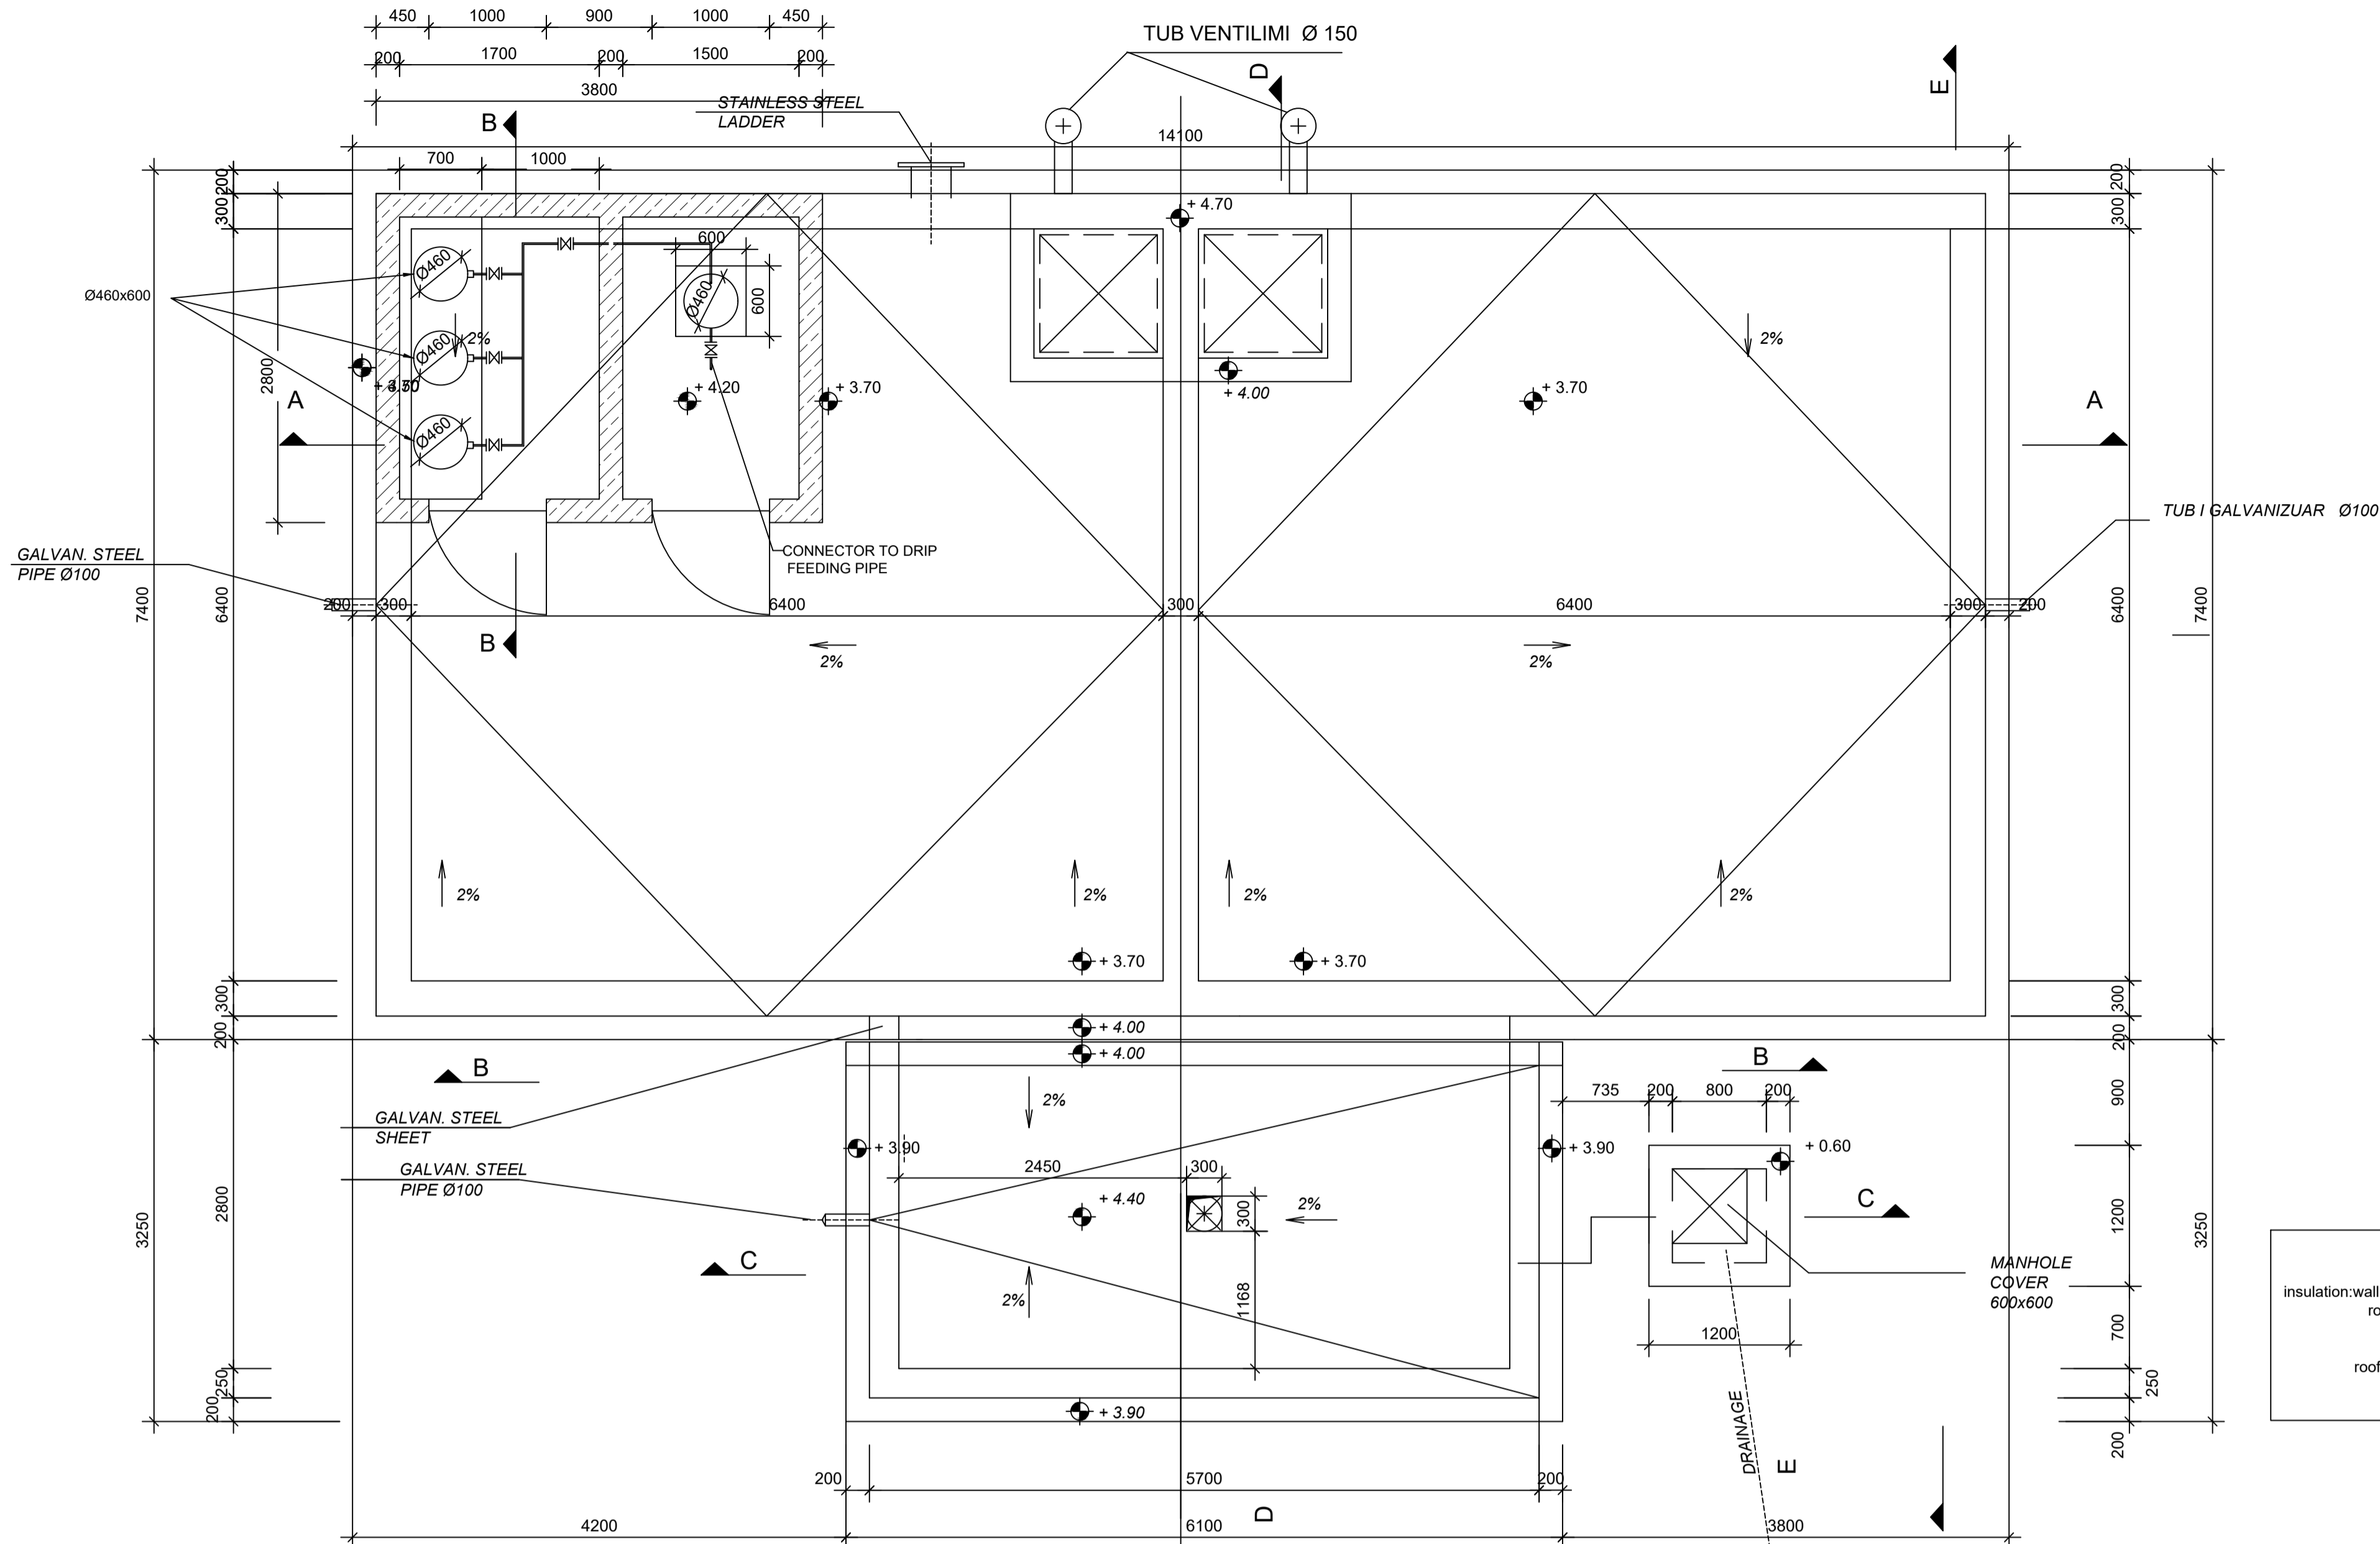 450 1000 900 1000 450
TUB VENTILIMI Ø 150
200 1700 200 1500 200
D
E
3800
STAINLESS STEEL
LADDER
B
14100
700 1000
200
300
200
300
+ 4.70
600
Ø460
Ø460
600
Ø460x600
Ø460
2%
2%
2800
+ 4.20
+ 3.70
+ 4.00
+ 3.70
A
A
Ø460
TUB I GALVANIZUAR Ø100
GALVAN. STEEL
PIPE Ø100
CONNECTOR TO DRIP
FEEDING PIPE
7400
6400
200 300 6400 300 6400 300 200
6400
7400
B
2%
2%
2%
2%
2%
2%
+ 3.70
+ 3.70
300
300
200
200
+ 4.00
+ 4.00
B
B
2%
735 200 800 200
900
GALVAN. STEEL
SHEET
+ 3.90
+ 3.90
+ 0.60
GALVAN. STEEL
PIPE Ø100
2450 300
+ 4.40
2%
C
300
3250
2800
1200
3250
C
MANHOLE
COVER
600x600
2%
1168
insulation:wall
ro
1200
700
roof
250
250
200
+ 3.90
DRAINAGE
E
200
200 5700 200
D
4200 6100 3800